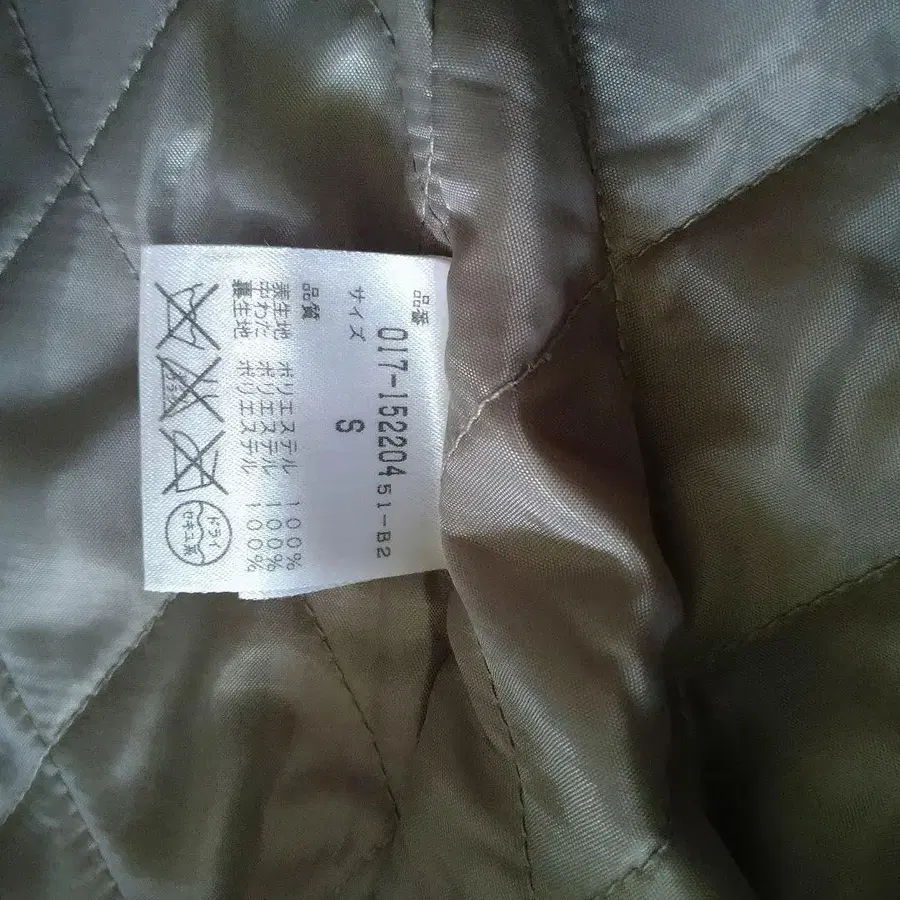 品番
017-152204 51-B2
サイズ S
品質
表生地 ポリエステル 100%
中わた ポリエステル 100%
裏生地 ポリエステル 100%
ドライ
セキユ系